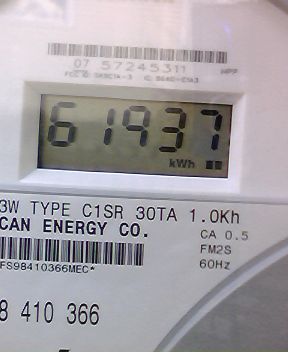 07 57245311
61937
kWh
3W TYPE C1SR 30TA 1.0Kh
CAN ENERGY CO. CA 0.5
FM2S
FS98410366MEC* 60Hz
8 410 366